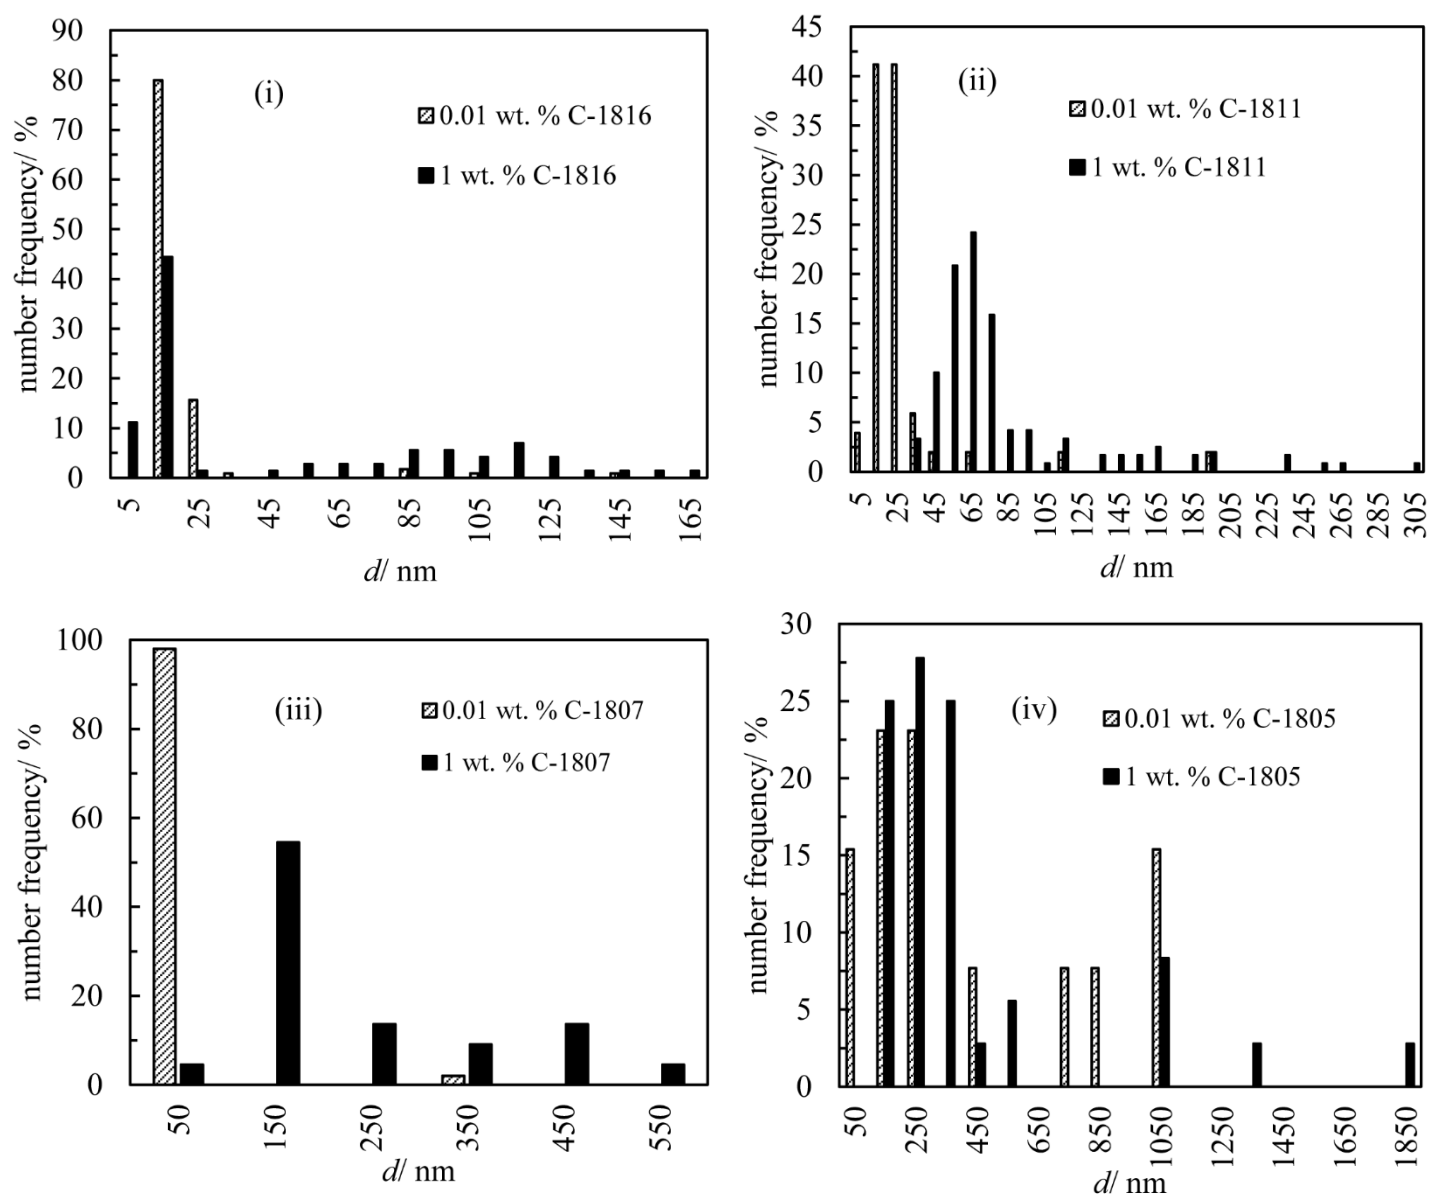 90
80
70
60
50
40
30
20
10
0
number frequency/ %
(i)
0.01 wt. % C-1816
1 wt. % C-1816
5 25 45 65 85 105 125 145 165
d/ nm
45
40
35
30
25
20
15
10
5
0
number frequency/ %
(ii)
0.01 wt. % C-1811
1 wt. % C-1811
5 25 45 65 85 105 125 145 165 185 205 225 245 265 285 305
d/ nm
100
80
60
40
20
0
number frequency/ %
(iii)
0.01 wt. % C-1807
1 wt. % C-1807
50 150 250 350 450 550
d/ nm
30
25
20
15
10
5
0
number frequency/ %
(iv)
0.01 wt. % C-1805
1 wt. % C-1805
50 250 450 650 850 1050 1250 1450 1650 1850
d/ nm